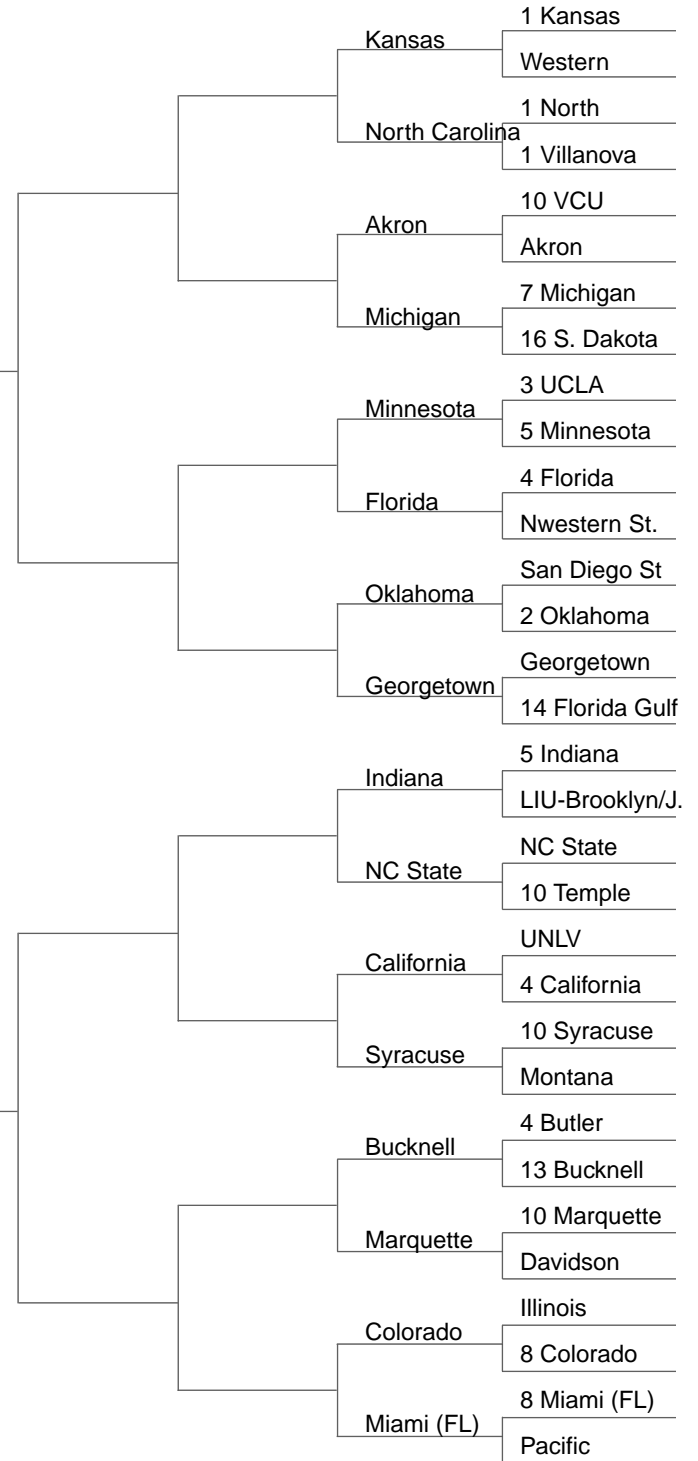 1 Kansas
Kansas
Western
1 North
North Carolina
1 Villanova
10 VCU
Akron
Akron
7 Michigan
Michigan
16 S. Dakota
3 UCLA
Minnesota
5 Minnesota
4 Florida
Florida
Nwestern St.
San Diego St
Oklahoma
2 Oklahoma
Georgetown
Georgetown
14 Florida Gulf
5 Indiana
Indiana
LIU-Brooklyn/J.
NC State
NC State
10 Temple
UNLV
California
4 California
10 Syracuse
Syracuse
Montana
4 Butler
Bucknell
13 Bucknell
10 Marquette
Marquette
Davidson
Illinois
Colorado
8 Colorado
8 Miami (FL)
Miami (FL)
Pacific